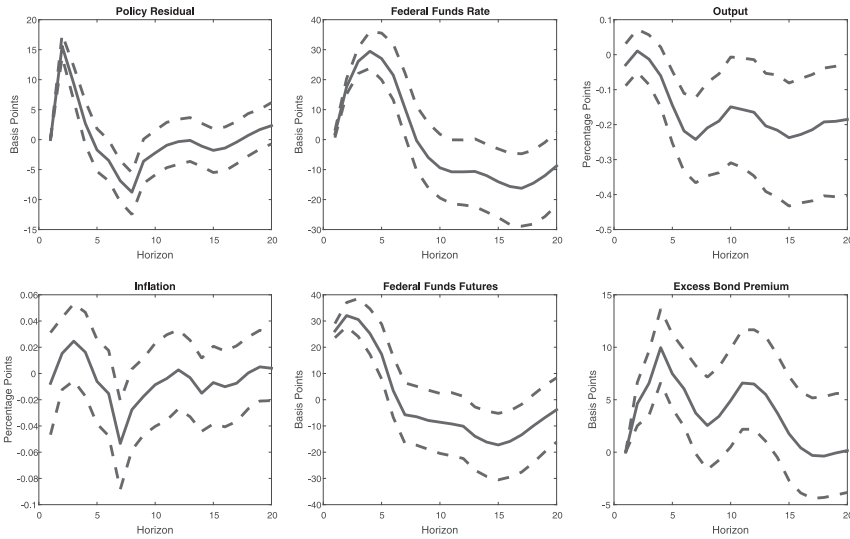 Policy Residual
Federal Funds Rate
Output
20
15
10
5
0
-5
-10
-15
Basis Points
0 5 10 15 20
Horizon
40
30
20
10
0
-10
-20
-30
Basis Points
0 5 10 15 20
Horizon
0.1
0
-0.1
-0.2
-0.3
-0.4
-0.5
Percentage Points
0 5 10 15 20
Horizon
Inflation
Federal Funds Futures
Excess Bond Premium
0.06
0.04
0.02
0
-0.02
-0.04
-0.06
-0.08
-0.1
Percentage Points
0 5 10 15 20
Horizon
40
30
20
10
0
-10
-20
-30
-40
Basis Points
0 5 10 15 20
Horizon
15
10
5
0
-5
Basis Points
0 5 10 15 20
Horizon